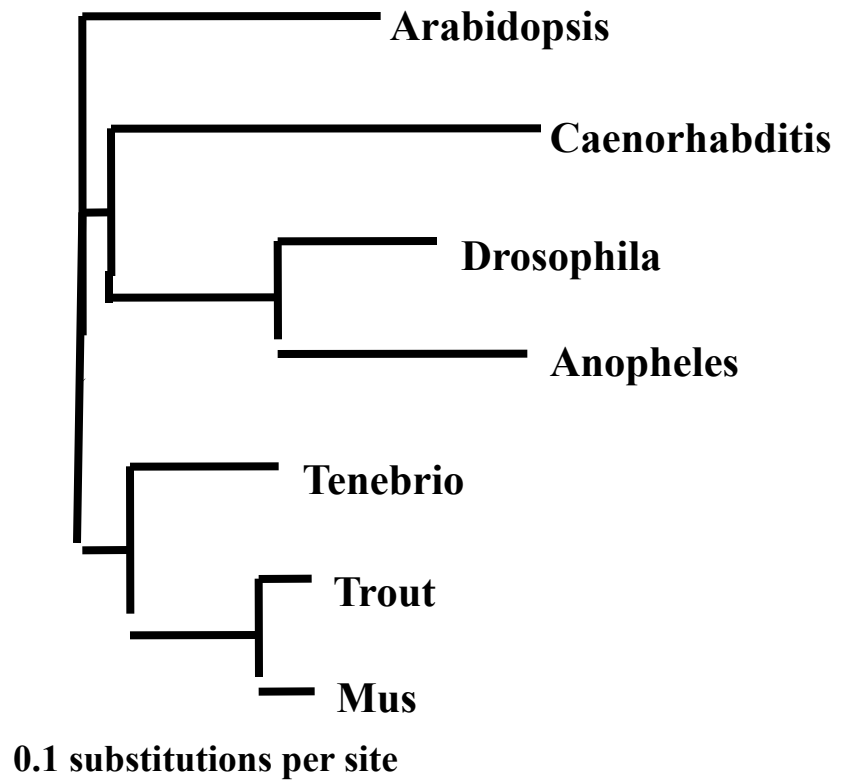 Arabidopsis
Caenorhabditis
Drosophila
Anopheles
Tenebrio
Trout
Mus
0.1 substitutions per site